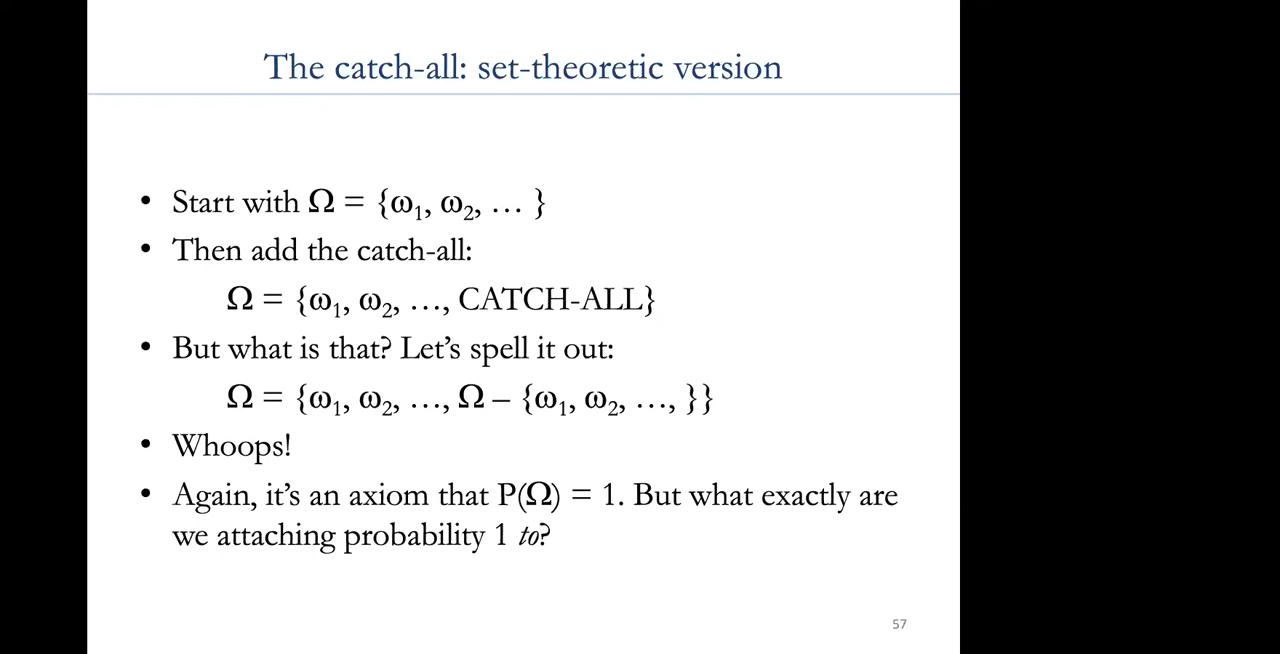 The catch-all: set-theoretic version
• Start with Ω = {ω₁, ω₂, … }
• Then add the catch-all:
Ω = {ω₁, ω₂, …, CATCH-ALL}
• But what is that? Let’s spell it out:
Ω = {ω₁, ω₂, …, Ω – {ω₁, ω₂, …, }}
• Whoops!
• Again, it’s an axiom that P(Ω) = 1. But what exactly are
we attaching probability 1 to?
57